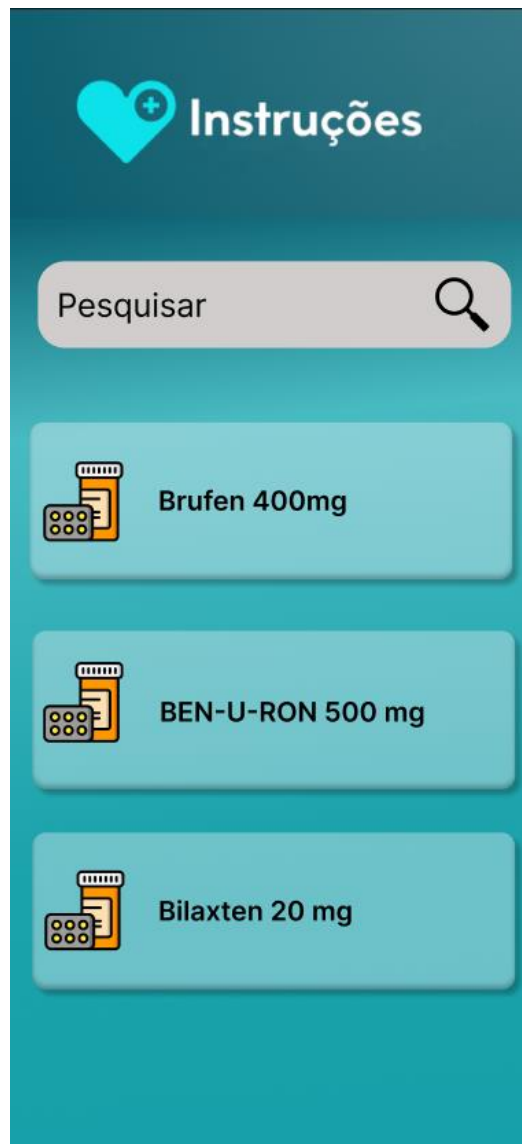 Instruções
Pesquisar
Brufen 400mg
BEN-U-RON 500 mg
Bilaxten 20 mg